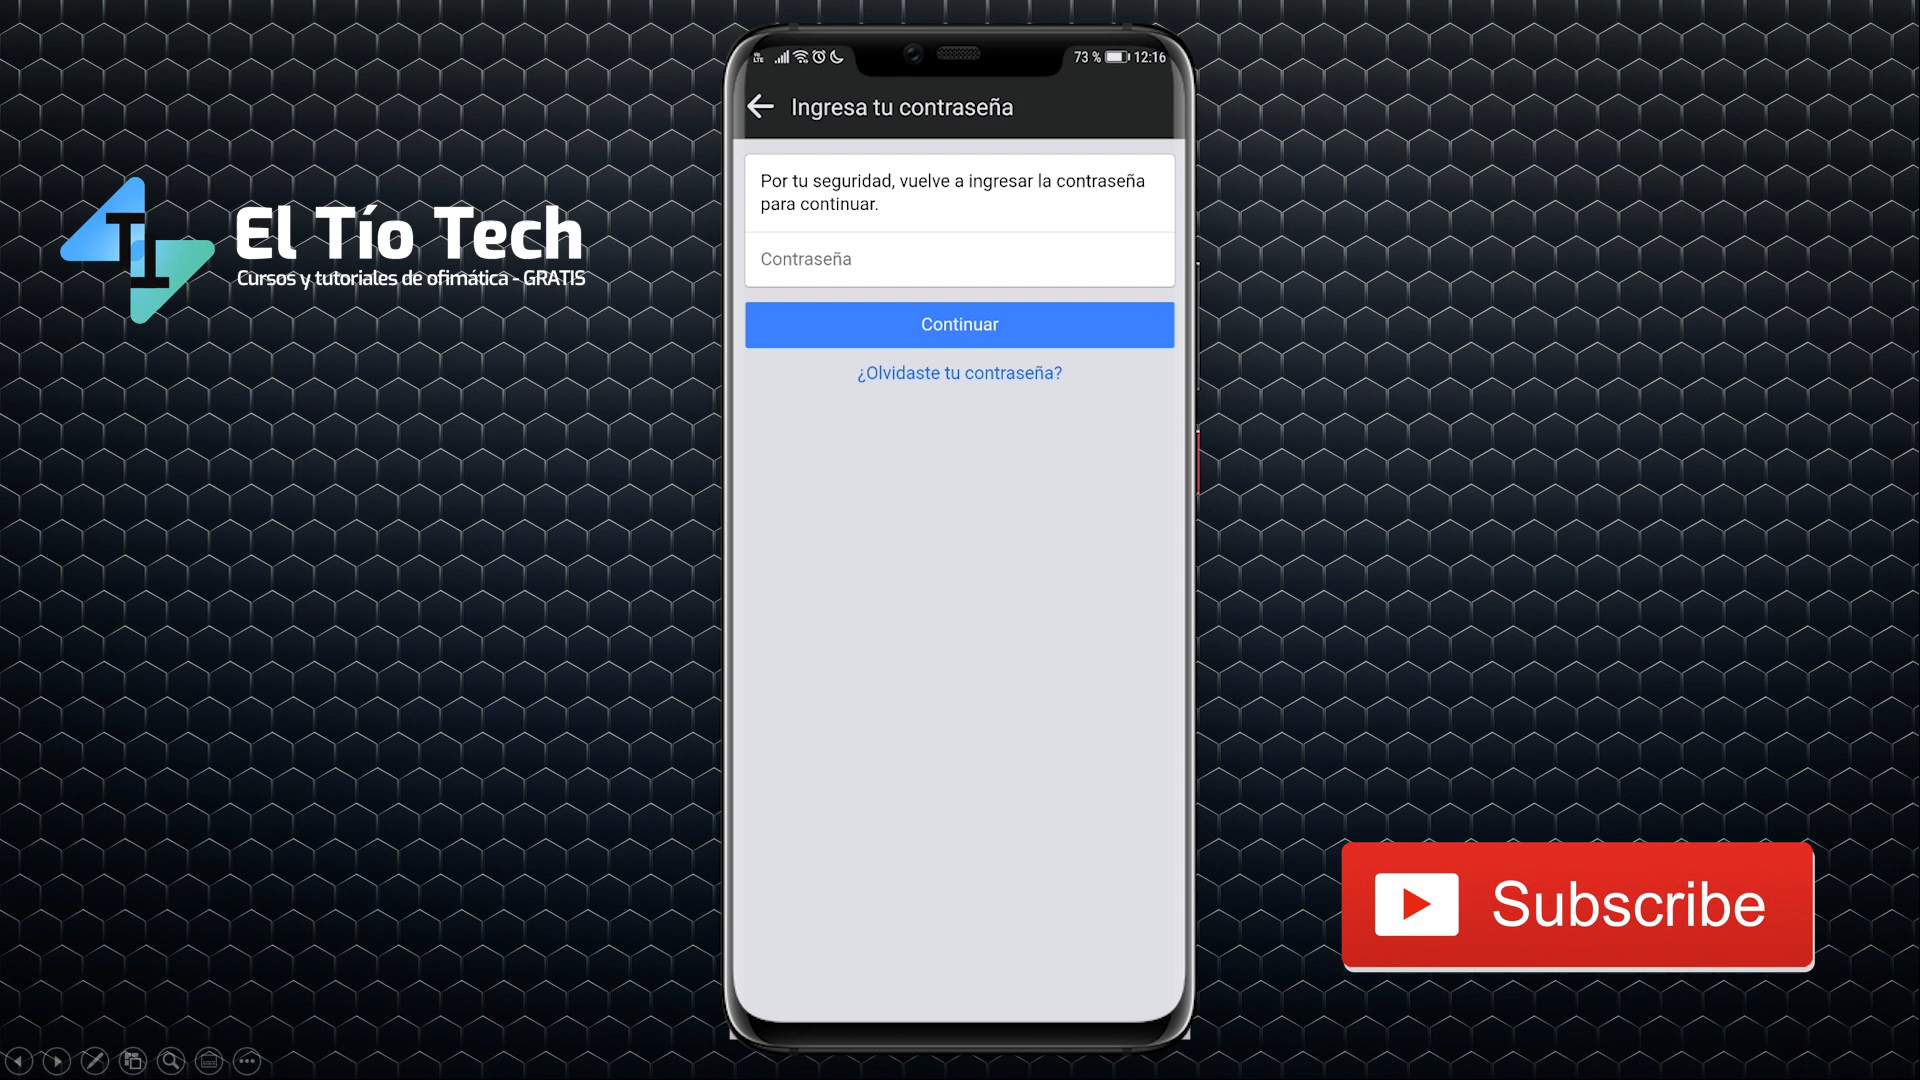 El Tío Tech
Cursos y tutoriales de ofimática - GRATIS
73 % 12:16
Ingresa tu contraseña
Por tu seguridad, vuelve a ingresar la contraseña
para continuar.
Contraseña
Continuar
¿Olvidaste tu contraseña?
Subscribe